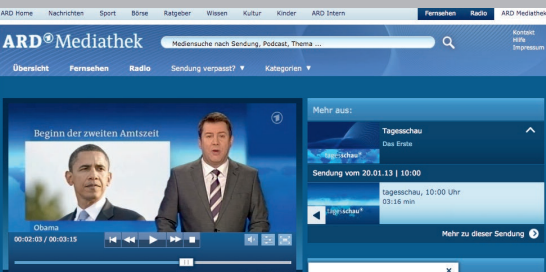 ARD Home Nachrichten Sport Börse Ratgeber Wissen Kultur Kinder ARD Intern Fernsehen Radio ARD Mediathek
ARD Mediathek
Mediensuche nach Sendung, Podcast, Thema ...
Kontakt
Hilfe
Impressum
Übersicht Fernsehen Radio Sendung verpasst? Kategorien
Beginn der zweiten Amtszeit
Obama
00:02:03 / 00:03:15
Mehr aus:
tagesschau
Tagesschau
Das Erste
Sendung vom 20.01.13 | 10:00
tagesschau
tagesschau, 10:00 Uhr
03:16 min
Mehr zu dieser Sendung